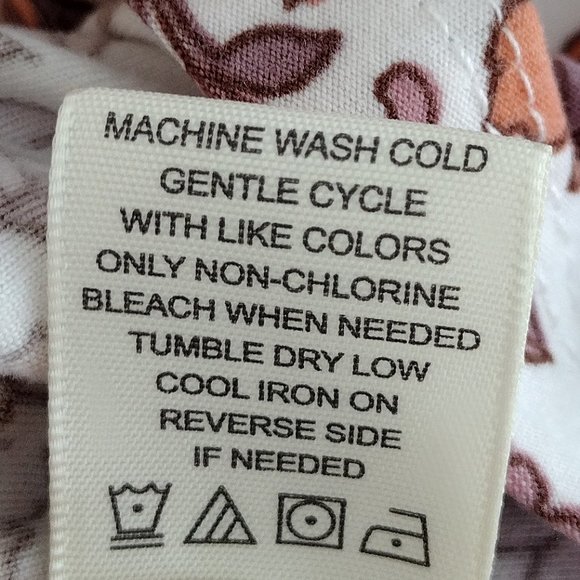 MACHINE WASH COLD
GENTLE CYCLE
WITH LIKE COLORS
ONLY NON-CHLORINE
BLEACH WHEN NEEDED
TUMBLE DRY LOW
COOL IRON ON
REVERSE SIDE
IF NEEDED